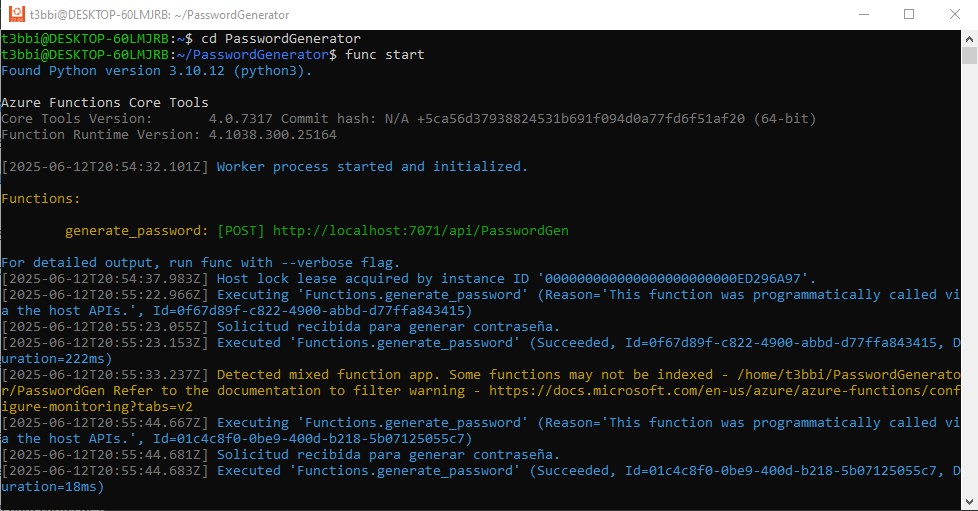 t3bbi@DESKTOP-60LMJRB: ~/PasswordGenerator
t3bbi@DESKTOP-60LMJRB:~$ cd PasswordGenerator
t3bbi@DESKTOP-60LMJRB:~/PasswordGenerator$ func start
Found Python version 3.10.12 (python3).
Azure Functions Core Tools
Core Tools Version:       4.0.7317 Commit hash: N/A +5ca56d37938824531b691f094d0a77fd6f51af20 (64-bit)
Function Runtime Version: 4.1038.300.25164
[2025-06-12T20:54:32.101Z] Worker process started and initialized.
Functions:
generate_password: [POST] http://localhost:7071/api/PasswordGen
For detailed output, run func with --verbose flag.
[2025-06-12T20:54:37.983Z] Host lock lease acquired by instance ID '000000000000000000000000ED296A97'.
[2025-06-12T20:55:22.966Z] Executing 'Functions.generate_password' (Reason='This function was programmatically called vi
a the host APIs.', Id=0f67d89f-c822-4900-abbd-d77ffa843415)
[2025-06-12T20:55:23.055Z] Solicitud recibida para generar contraseña.
[2025-06-12T20:55:23.153Z] Executed 'Functions.generate_password' (Succeeded, Id=0f67d89f-c822-4900-abbd-d77ffa843415, D
uration=222ms)
[2025-06-12T20:55:33.237Z] Detected mixed function app. Some functions may not be indexed - /home/t3bbi/PasswordGenerato
r/PasswordGen Refer to the documentation to filter warning - https://docs.microsoft.com/en-us/azure/azure-functions/conf
igure-monitoring?tabs=v2
[2025-06-12T20:55:44.667Z] Executing 'Functions.generate_password' (Reason='This function was programmatically called vi
a the host APIs.', Id=01c4c8f0-0be9-400d-b218-5b07125055c7)
[2025-06-12T20:55:44.681Z] Solicitud recibida para generar contraseña.
[2025-06-12T20:55:44.683Z] Executed 'Functions.generate_password' (Succeeded, Id=01c4c8f0-0be9-400d-b218-5b07125055c7, D
uration=18ms)